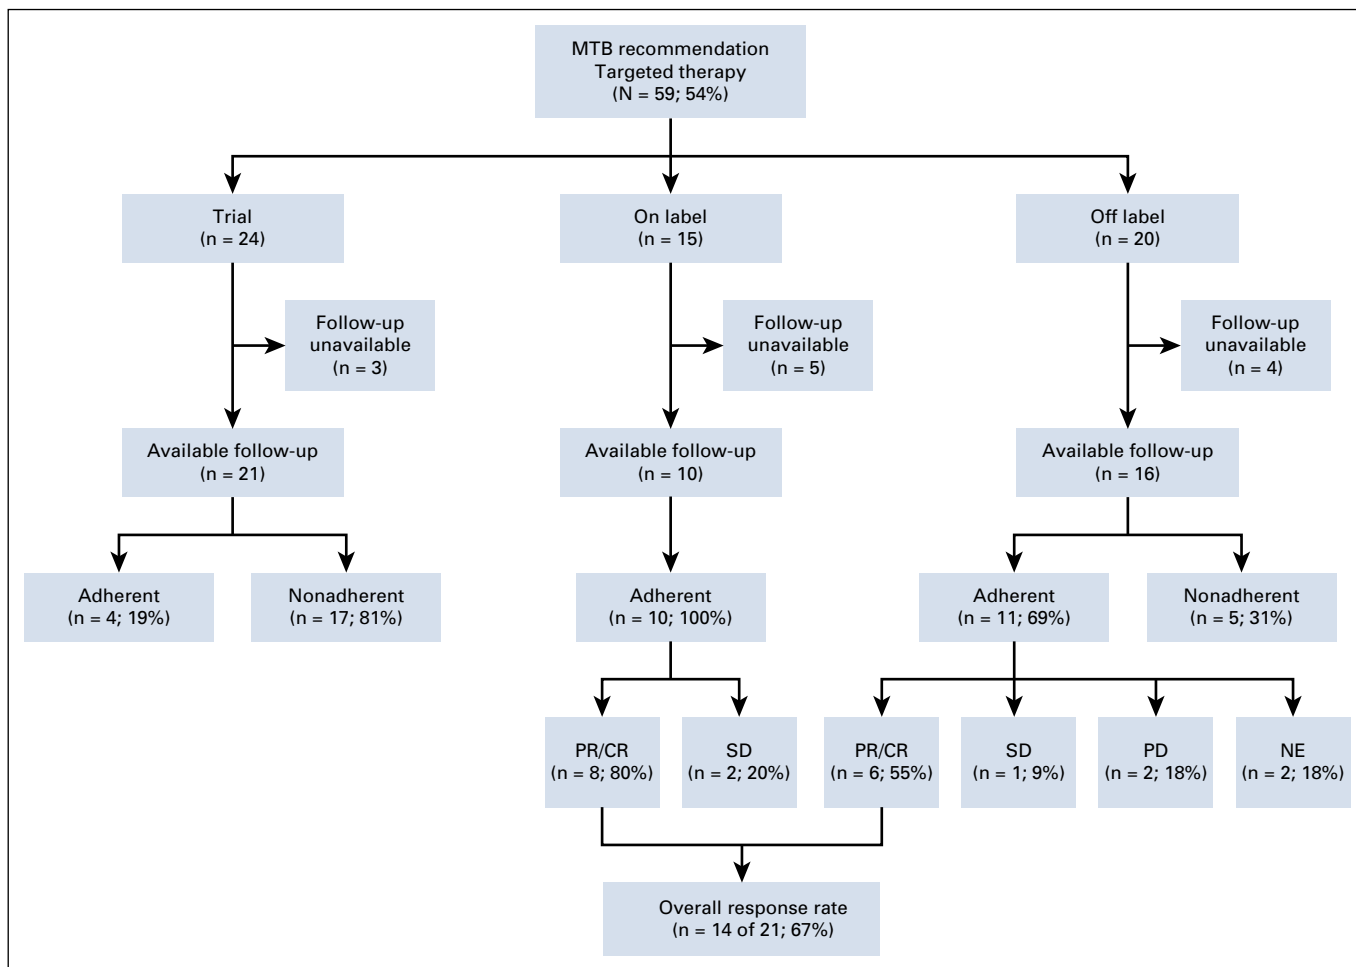 MTB recommendation
Targeted therapy
(N = 59; 54%)
Trial
(n = 24)
On label
(n = 15)
Off label
(n = 20)
Follow-up
unavailable
(n = 3)
Follow-up
unavailable
(n = 5)
Follow-up
unavailable
(n = 4)
Available follow-up
(n = 21)
Available follow-up
(n = 10)
Available follow-up
(n = 16)
Adherent
(n = 4; 19%)
Nonadherent
(n = 17; 81%)
Adherent
(n = 10; 100%)
Adherent
(n = 11; 69%)
Nonadherent
(n = 5; 31%)
PR/CR
(n = 8; 80%)
SD
(n = 2; 20%)
PR/CR
(n = 6; 55%)
SD
(n = 1; 9%)
PD
(n = 2; 18%)
NE
(n = 2; 18%)
Overall response rate
(n = 14 of 21; 67%)